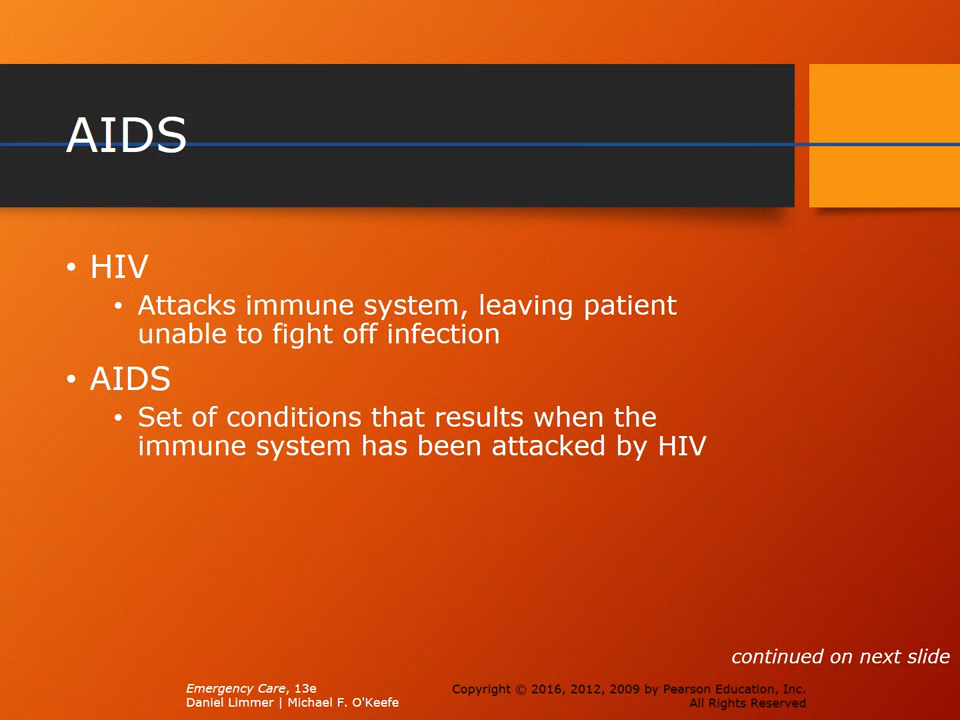 AIDS
• HIV
• Attacks immune system, leaving patient
unable to fight off infection
• AIDS
• Set of conditions that results when the
immune system has been attacked by HIV
continued on next slide
Emergency Care, 13e
Daniel Limmer | Michael F. O'Keefe
Copyright © 2016, 2012, 2009 by Pearson Education, Inc.
All Rights Reserved